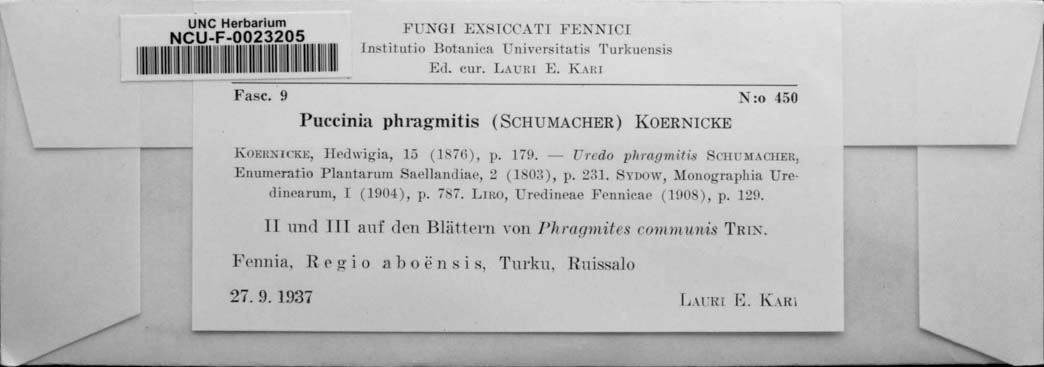 UNC Herbarium
NCU-F-0023205
FUNGI EXSICCATI FENNICI
Institutio Botanica Universitatis Turkuensis
Ed. cur. LAURI E. KARI
Fasc. 9 N:o 450
Puccinia phragmitis (SCHUMACHER) KOERNICKE
KOERNICKE, Hedwigia, 15 (1876), p. 179. — Uredo phragmitis SCHUMACHER,
Enumeratio Plantarum Saellandiae, 2 (1803), p. 231. SYDOW, Monographia Ure-
dinearum, I (1904), p. 787. LIRO, Uredineae Fennicae (1908), p. 129.
II und III auf den Blättern von Phragmites communis TRIN.
Fennia, Regio aboënsis, Turku, Ruissalo
27. 9. 1937 LAURI E. KARI